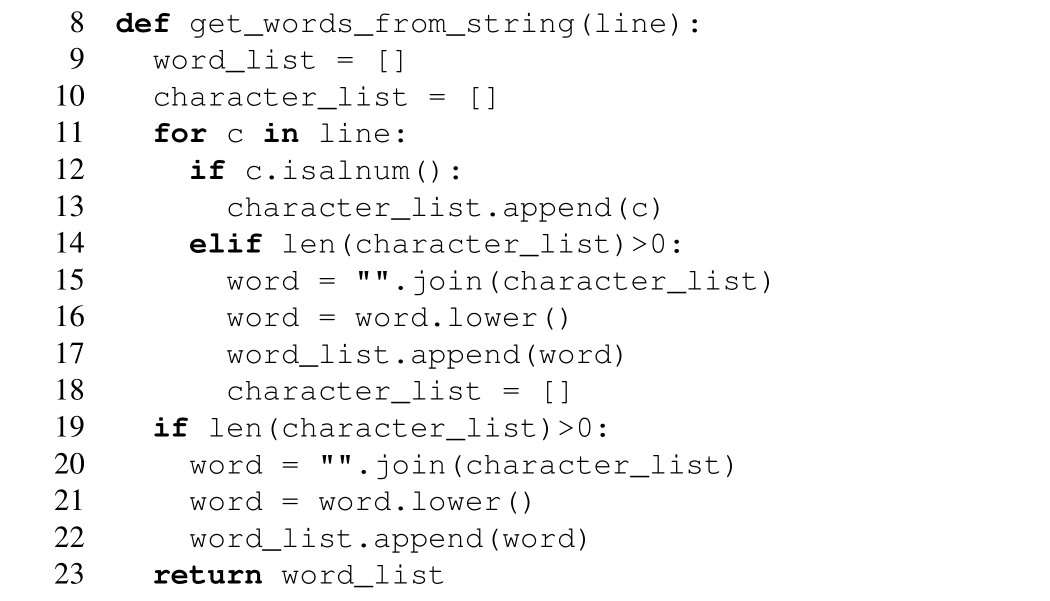 8 def get_words_from_string(line):
9   word_list = []
10   character_list = []
11   for c in line:
12     if c.isalnum():
13       character_list.append(c)
14     elif len(character_list)>0:
15       word = "".join(character_list)
16       word = word.lower()
17       word_list.append(word)
18       character_list = []
19   if len(character_list)>0:
20     word = "".join(character_list)
21     word = word.lower()
22     word_list.append(word)
23   return word_list